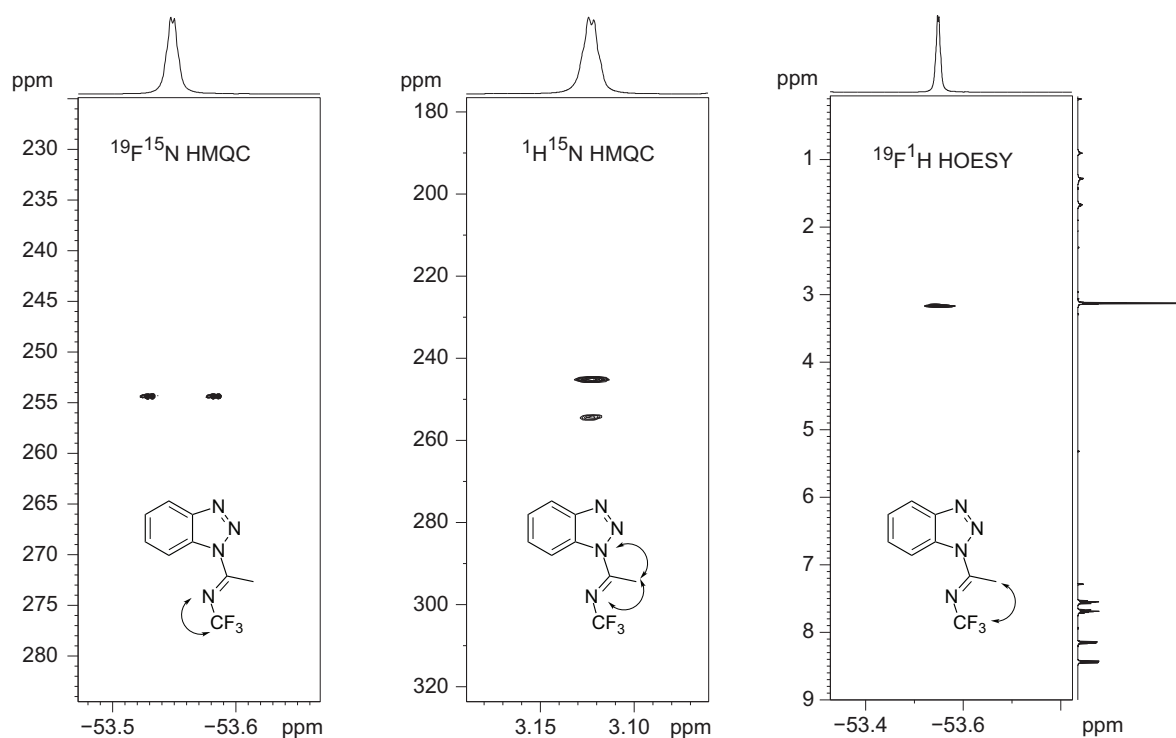 ppm
230
235
240
245
250
255
260
265
270
275
280
¹⁹F¹⁵N HMQC
N
N
N
N
CF₃
−53.5 −53.6 ppm
ppm
180
200
220
240
260
280
300
320
¹H¹⁵N HMQC
N
N
N
N
CF₃
3.15 3.10 ppm
ppm
1
2
3
4
5
6
7
8
9
¹⁹F¹H HOESY
N
N
N
N
CF₃
−53.4 −53.6 ppm